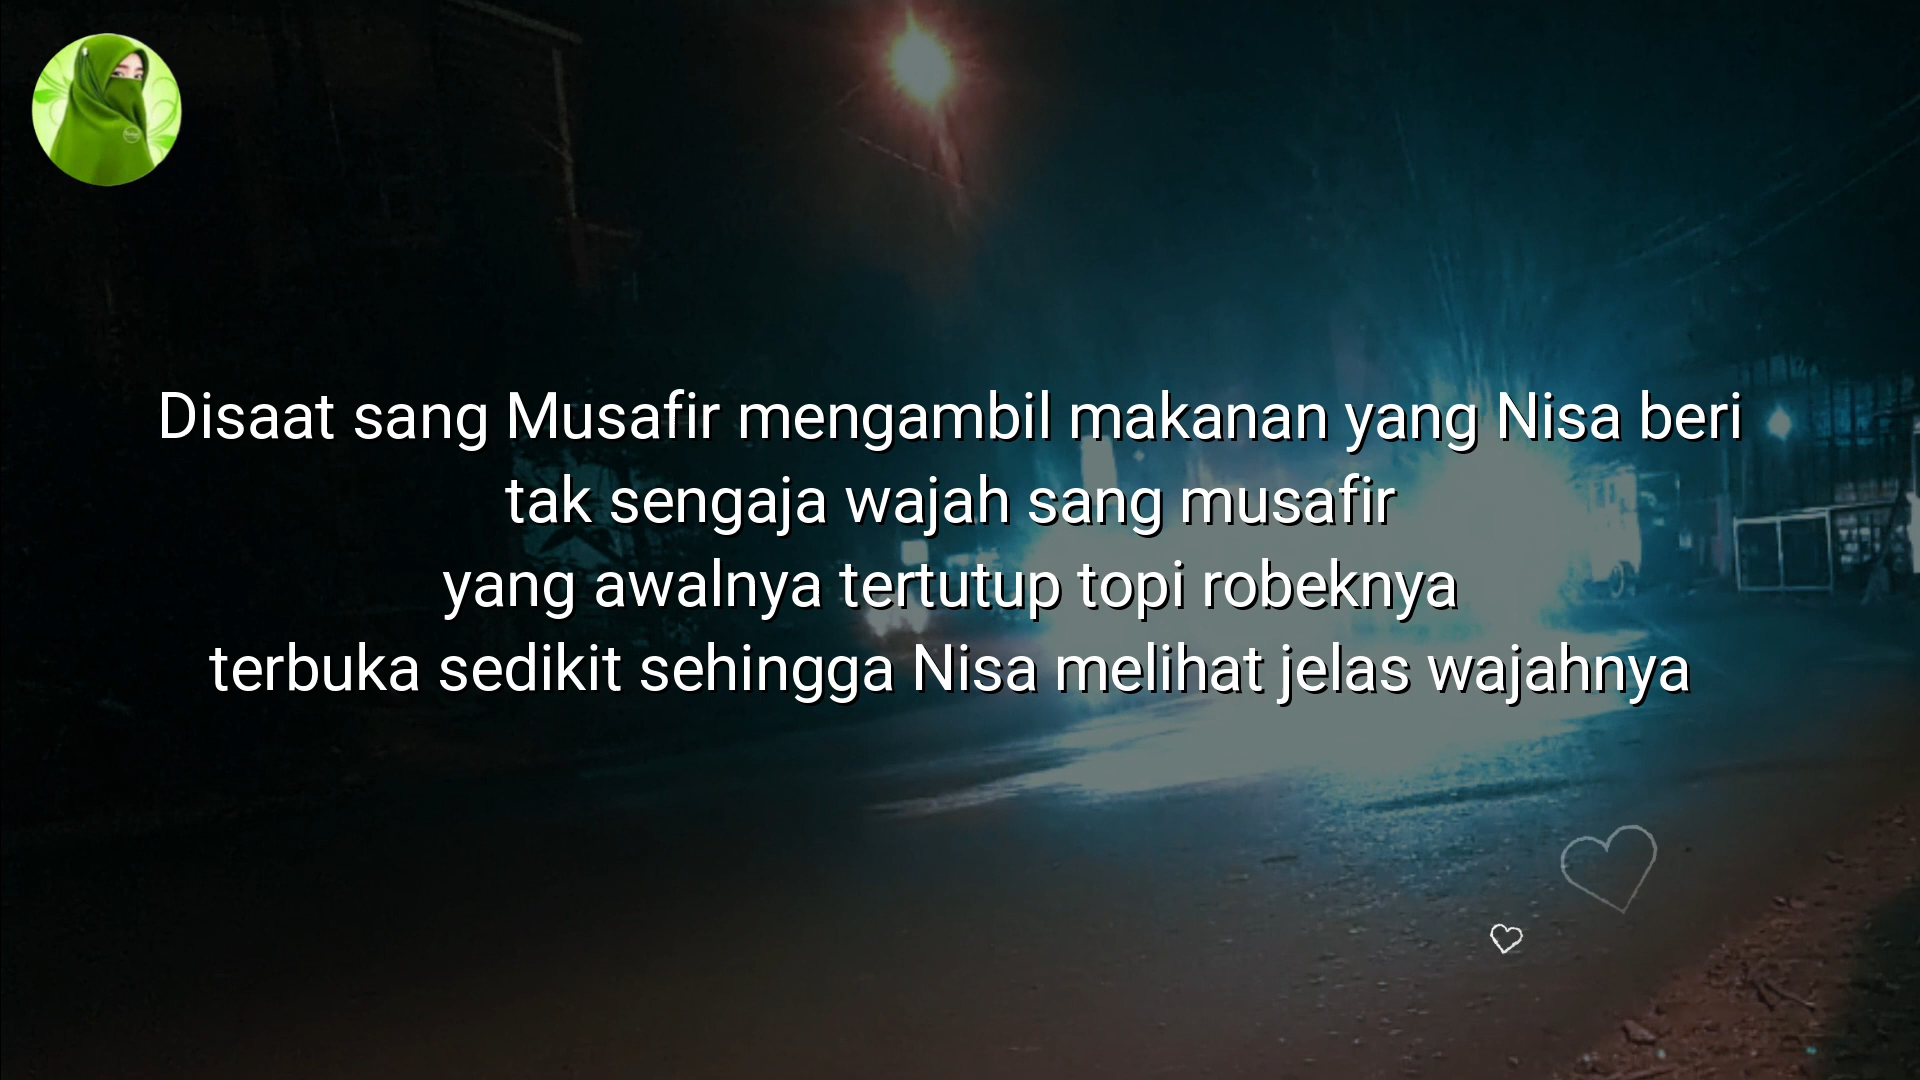 Disaat sang Musafir mengambil makanan yang Nisa beri
tak sengaja wajah sang musafir
yang awalnya tertutup topi robeknya
terbuka sedikit sehingga Nisa melihat jelas wajahnya